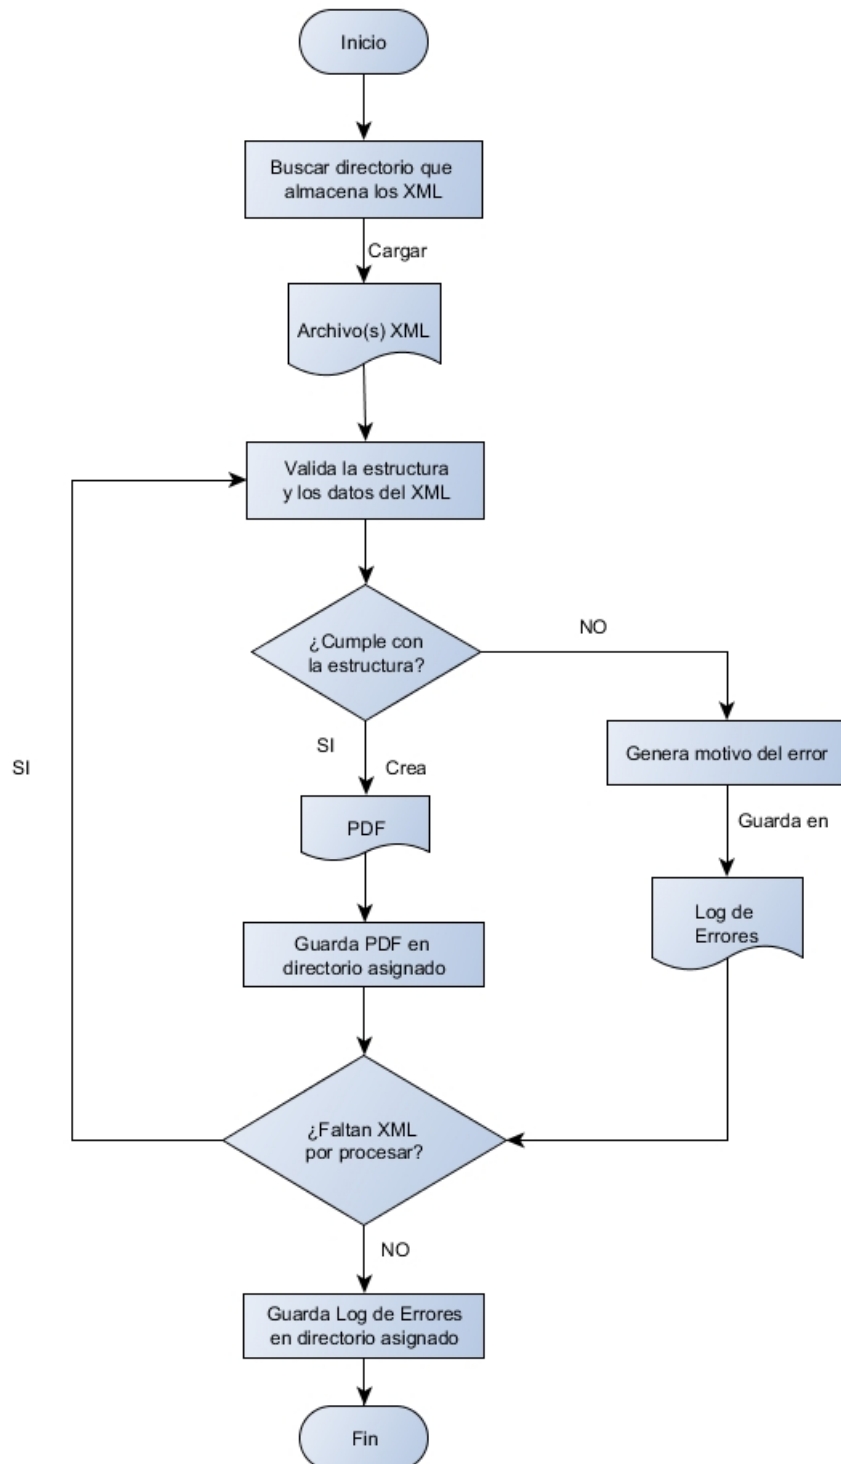 Inicio
Buscar directorio que
almacena los XML
Cargar
Archivo(s) XML
Valida la estructura
y los datos del XML
¿Cumple con
la estructura?
NO
SI
Crea
Genera motivo del error
SI
PDF
Guarda en
Log de
Errores
Guarda PDF en
directorio asignado
¿Faltan XML
por procesar?
NO
Guarda Log de Errores
en directorio asignado
Fin